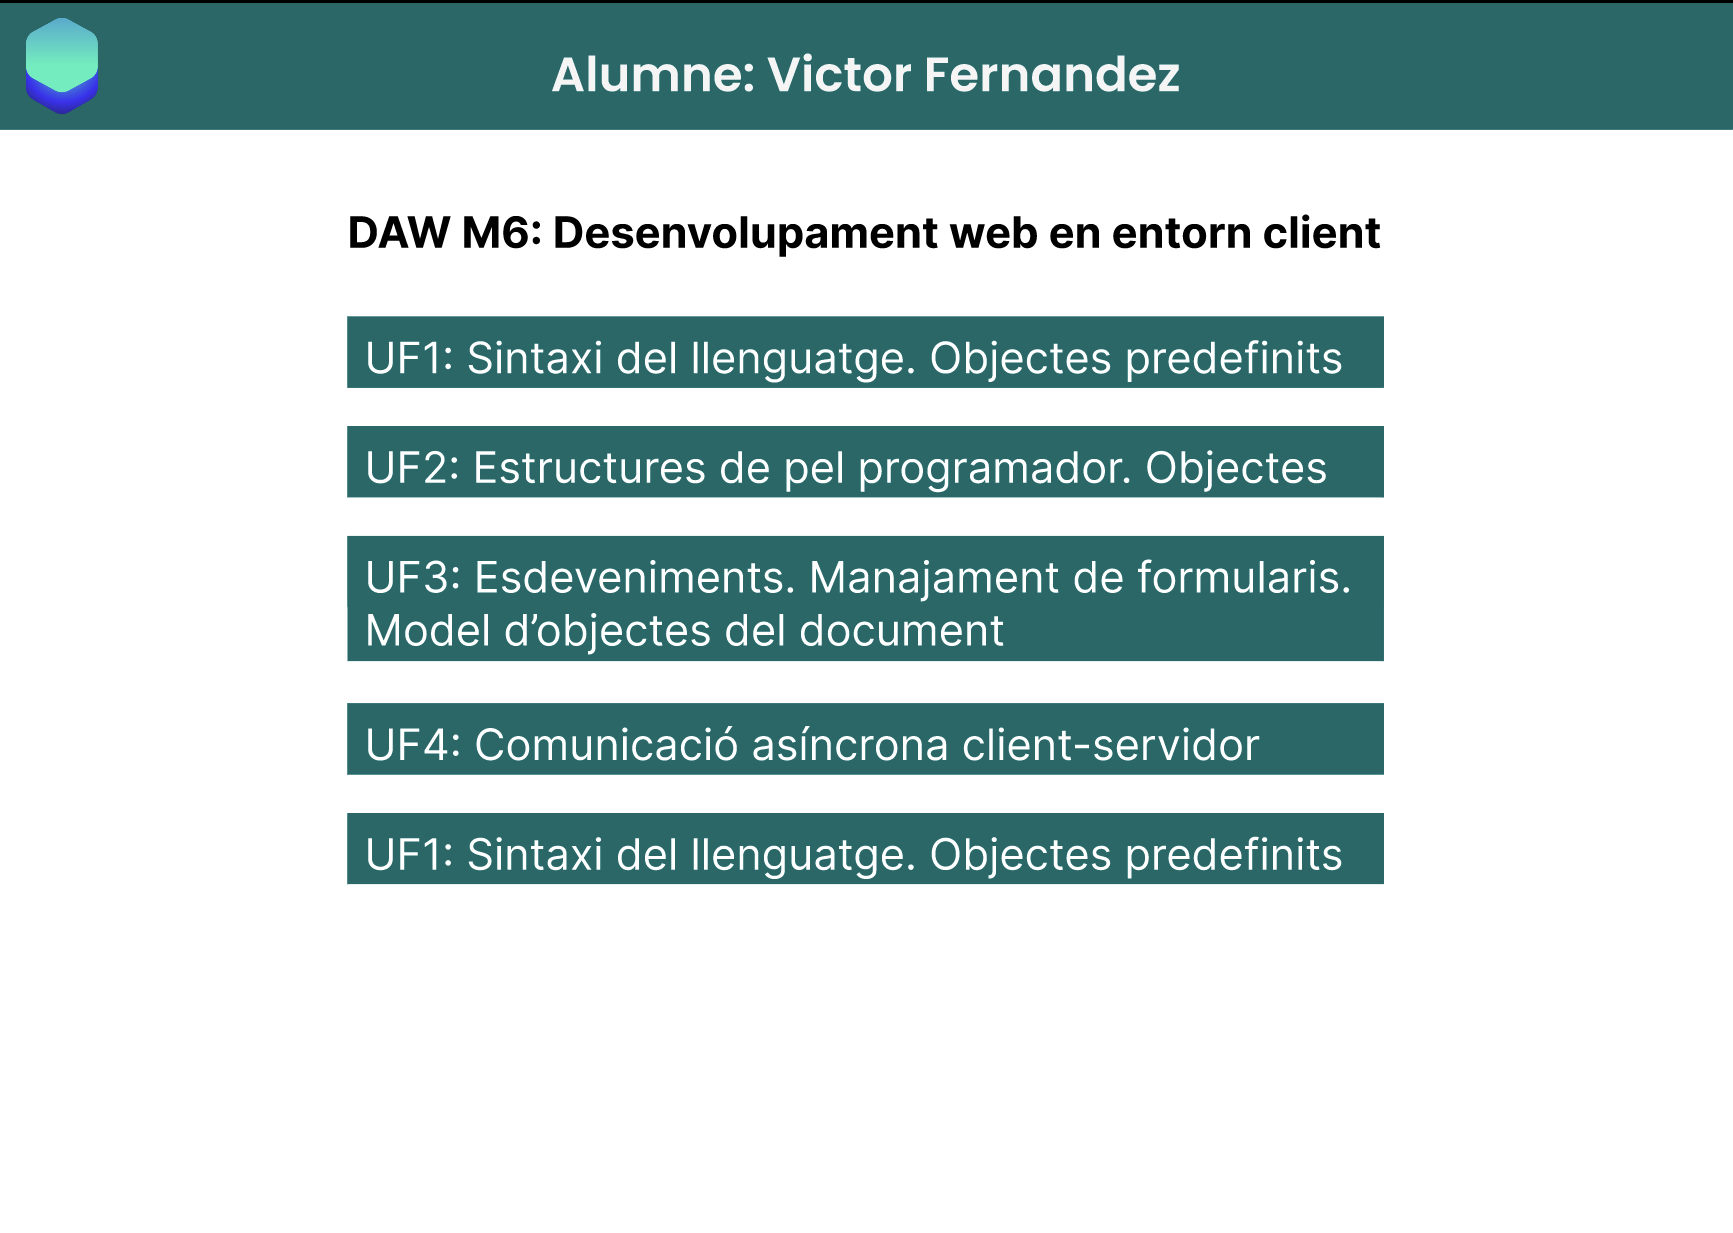 Alumne: Victor Fernandez
DAW M6: Desenvolupament web en entorn client
UF1: Sintaxi del llenguatge. Objectes predefinits
UF2: Estructures de pel programador. Objectes
UF3: Esdeveniments. Manajament de formularis.
Model d’objectes del document
UF4: Comunicació asíncrona client-servidor
UF1: Sintaxi del llenguatge. Objectes predefinits